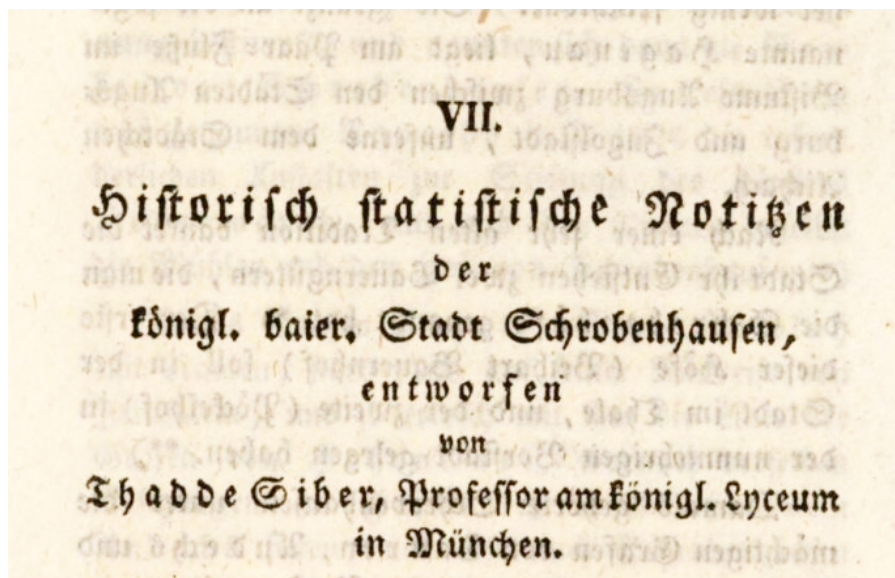 VII.
Hiſtoriſch ſtatiſtiſche Notitzen
der
königl. baier. Stadt Schrobenhauſen,
entworfen
von
Thadde Siber, Profeſſor am königl. Lyceum
in München.